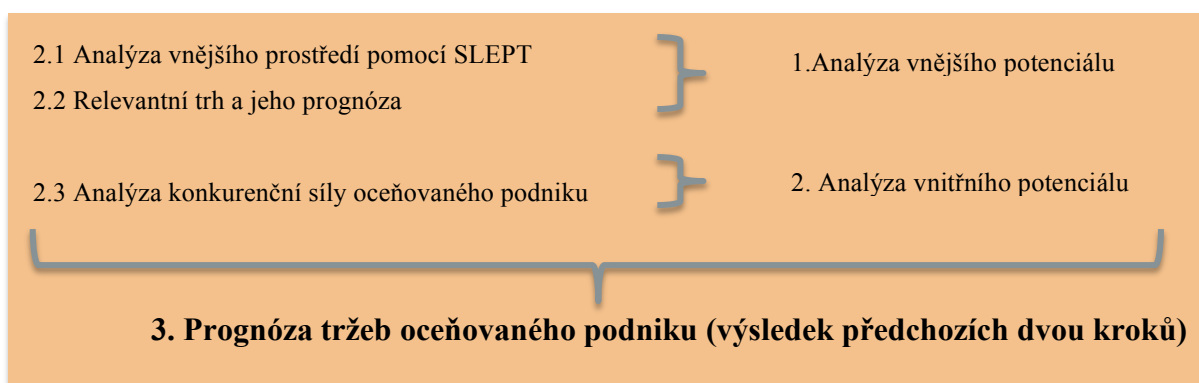 2.1 Analýza vnějšího prostředí pomocí SLEPT
1.Analýza vnějšího potenciálu
2.2 Relevantní trh a jeho prognóza
2.3 Analýza konkurenční síly oceňovaného podniku
2. Analýza vnitřního potenciálu
3. Prognóza tržeb oceňovaného podniku (výsledek předchozích dvou kroků)